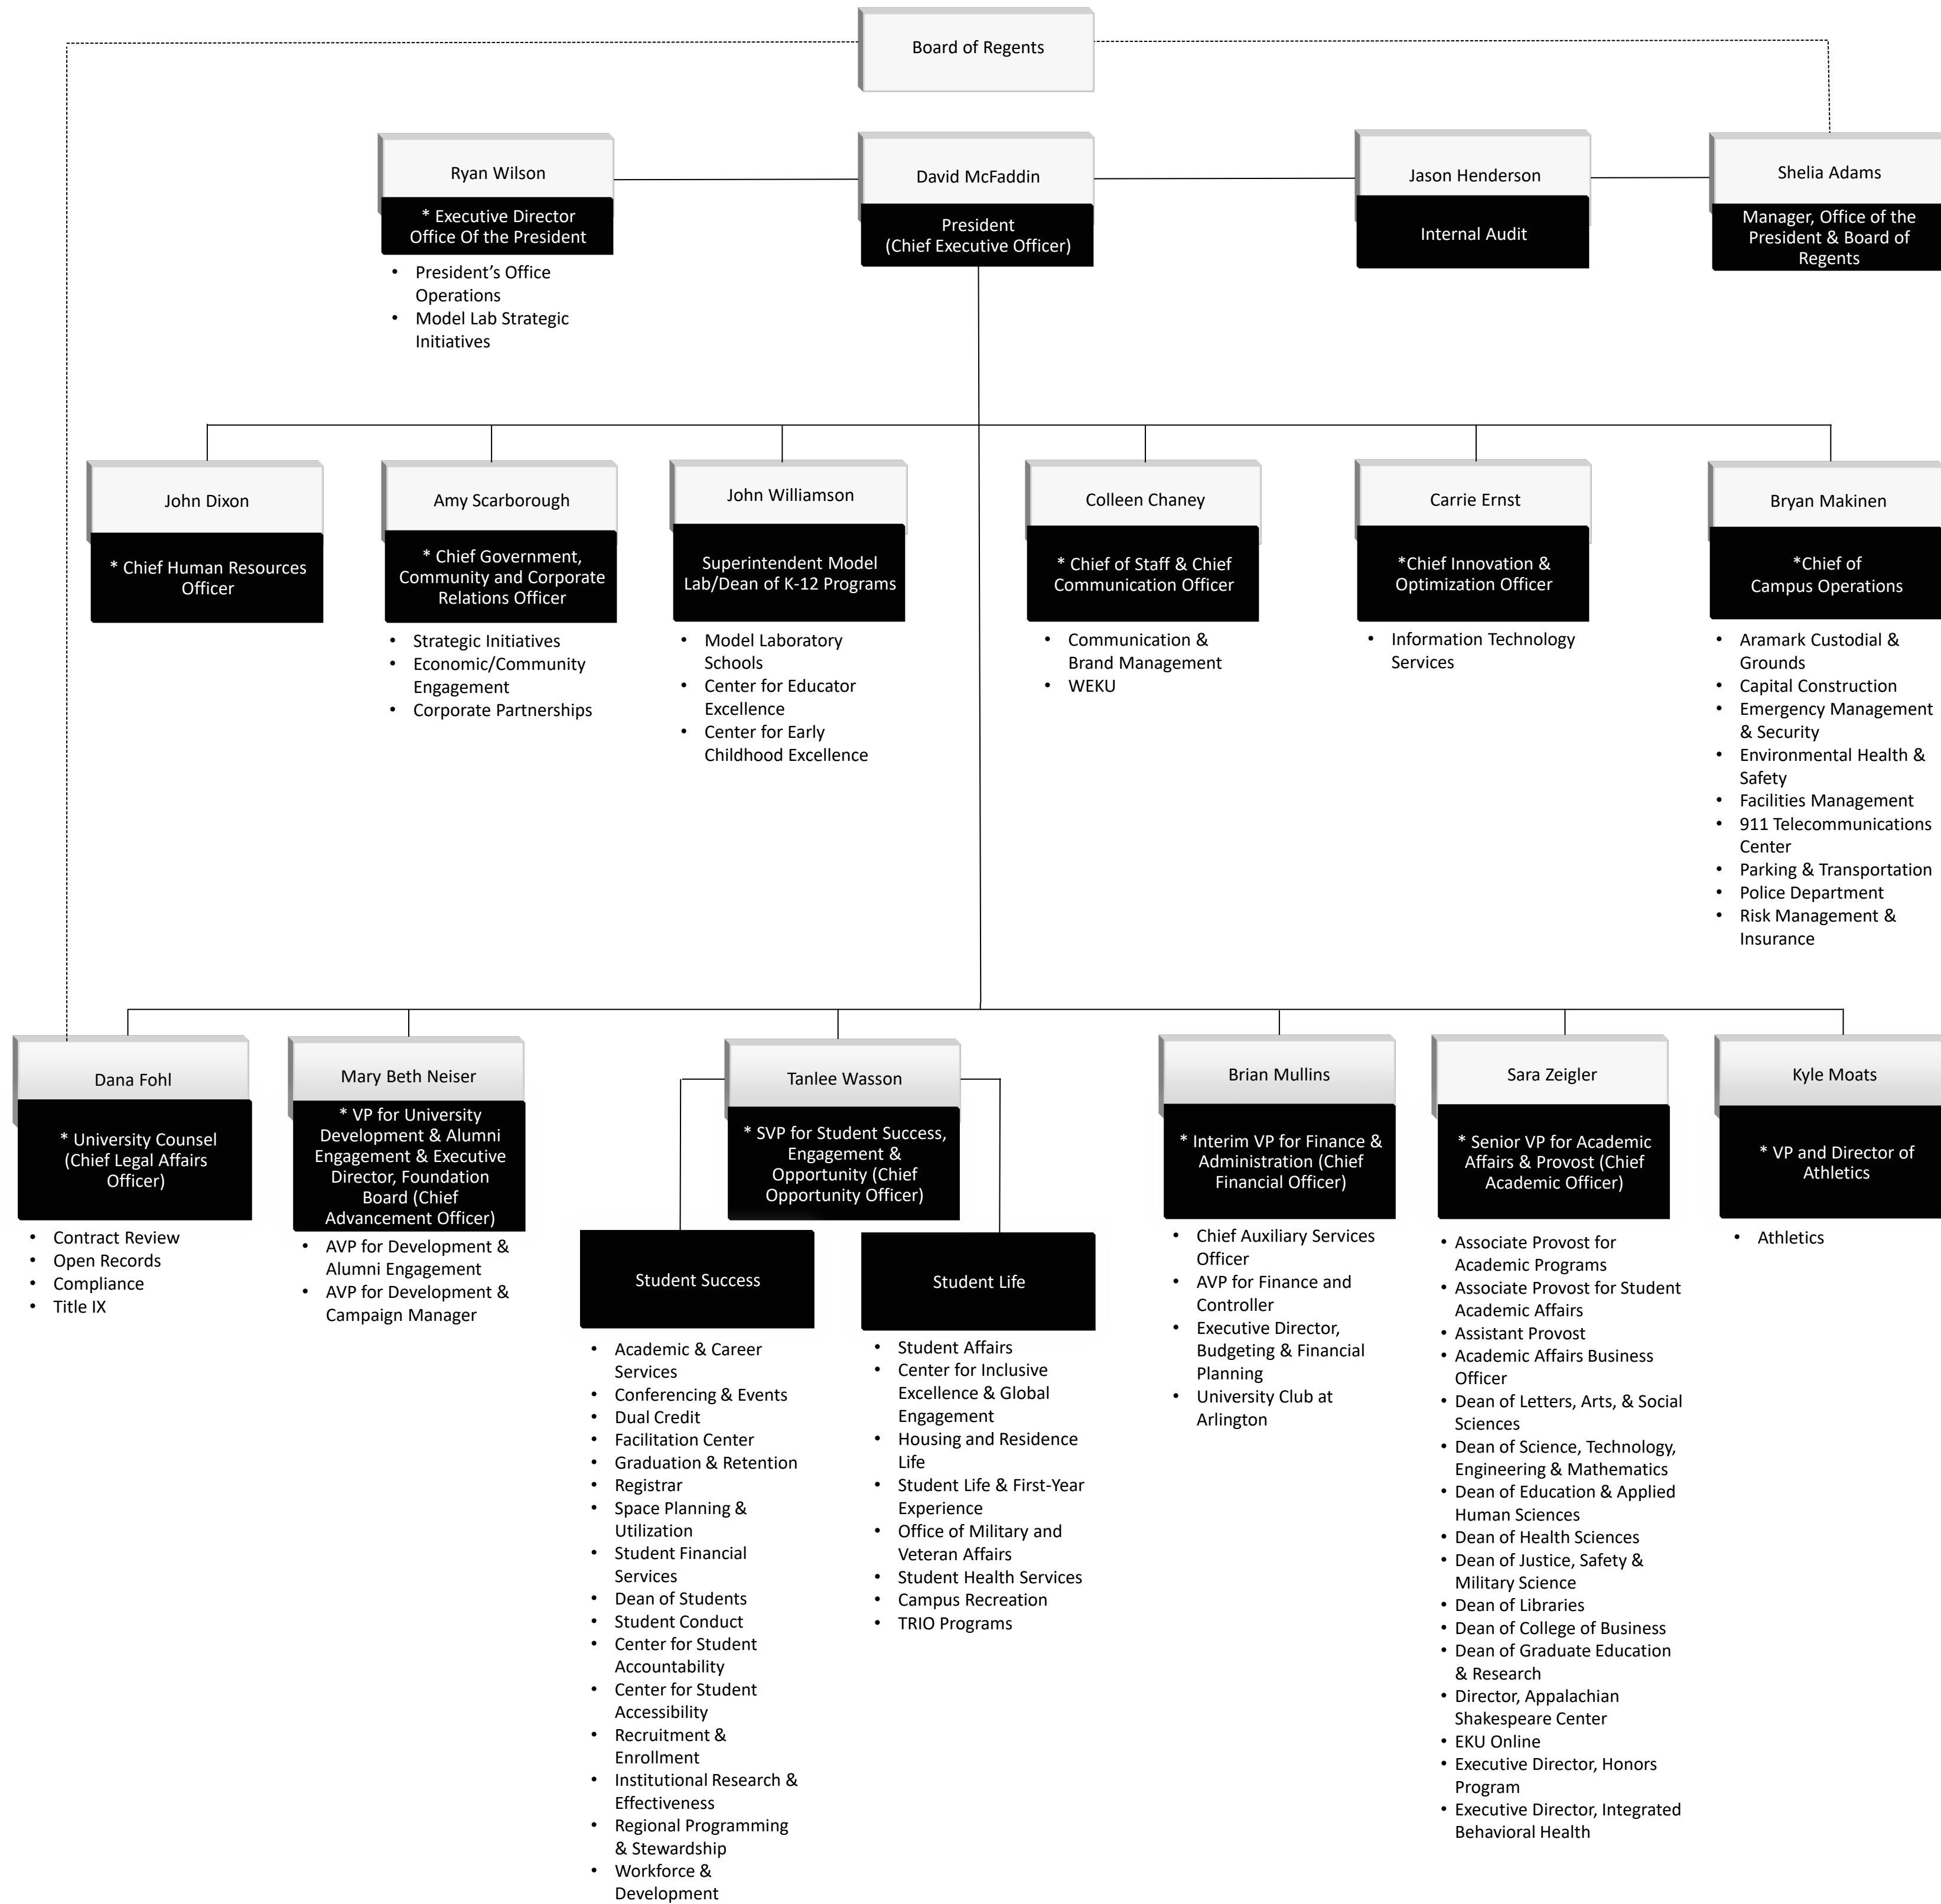 Board of Regents
Ryan Wilson
* Executive Director
Office Of the President
• President’s Office
Operations
• Model Lab Strategic
Initiatives
David McFaddin
President
(Chief Executive Officer)
Jason Henderson
Internal Audit
Shelia Adams
Manager, Office of the
President & Board of
Regents
John Dixon
* Chief Human Resources
Officer
Amy Scarborough
* Chief Government,
Community and Corporate
Relations Officer
• Strategic Initiatives
• Economic/Community
Engagement
• Corporate Partnerships
John Williamson
Superintendent Model
Lab/Dean of K-12 Programs
• Model Laboratory
Schools
• Center for Educator
Excellence
• Center for Early
Childhood Excellence
Colleen Chaney
* Chief of Staff & Chief
Communication Officer
• Communication &
Brand Management
• WEKU
Carrie Ernst
*Chief Innovation &
Optimization Officer
• Information Technology
Services
Bryan Makinen
*Chief of
Campus Operations
• Aramark Custodial &
Grounds
• Capital Construction
• Emergency Management
& Security
• Environmental Health &
Safety
• Facilities Management
• 911 Telecommunications
Center
• Parking & Transportation
• Police Department
• Risk Management &
Insurance
Dana Fohl
* University Counsel
(Chief Legal Affairs
Officer)
• Contract Review
• Open Records
• Compliance
• Title IX
Mary Beth Neiser
* VP for University
Development & Alumni
Engagement & Executive
Director, Foundation
Board (Chief
Advancement Officer)
• AVP for Development &
Alumni Engagement
• AVP for Development &
Campaign Manager
Tanlee Wasson
* SVP for Student Success,
Engagement &
Opportunity (Chief
Opportunity Officer)
Student Success
• Academic & Career
Services
• Conferencing & Events
• Dual Credit
• Facilitation Center
• Graduation & Retention
• Registrar
• Space Planning &
Utilization
• Student Financial
Services
• Dean of Students
• Student Conduct
• Center for Student
Accountability
• Center for Student
Accessibility
• Recruitment &
Enrollment
• Institutional Research &
Effectiveness
• Regional Programming
& Stewardship
• Workforce &
Development
Student Life
• Student Affairs
• Center for Inclusive
Excellence & Global
Engagement
• Housing and Residence
Life
• Student Life & First-Year
Experience
• Office of Military and
Veteran Affairs
• Student Health Services
• Campus Recreation
• TRIO Programs
Brian Mullins
* Interim VP for Finance &
Administration (Chief
Financial Officer)
• Chief Auxiliary Services
Officer
• AVP for Finance and
Controller
• Executive Director,
Budgeting & Financial
Planning
• University Club at
Arlington
Sara Zeigler
* Senior VP for Academic
Affairs & Provost (Chief
Academic Officer)
• Associate Provost for
Academic Programs
• Associate Provost for Student
Academic Affairs
• Assistant Provost
• Academic Affairs Business
Officer
• Dean of Letters, Arts, & Social
Sciences
• Dean of Science, Technology,
Engineering & Mathematics
• Dean of Education & Applied
Human Sciences
• Dean of Health Sciences
• Dean of Justice, Safety &
Military Science
• Dean of Libraries
• Dean of College of Business
• Dean of Graduate Education
& Research
• Director, Appalachian
Shakespeare Center
• EKU Online
• Executive Director, Honors
Program
• Executive Director, Integrated
Behavioral Health
Kyle Moats
* VP and Director of
Athletics
• Athletics